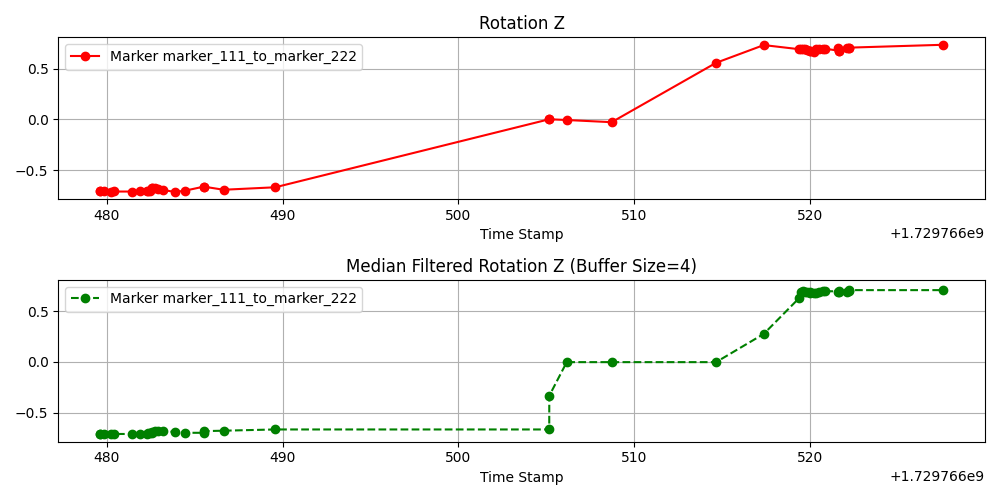 Rotation Z
Marker marker_111_to_marker_222
0.5
0.0
−0.5
480 490 500 510 520
Time Stamp
+1.729766e9
Median Filtered Rotation Z (Buffer Size=4)
Marker marker_111_to_marker_222
0.5
0.0
−0.5
480 490 500 510 520
Time Stamp
+1.729766e9